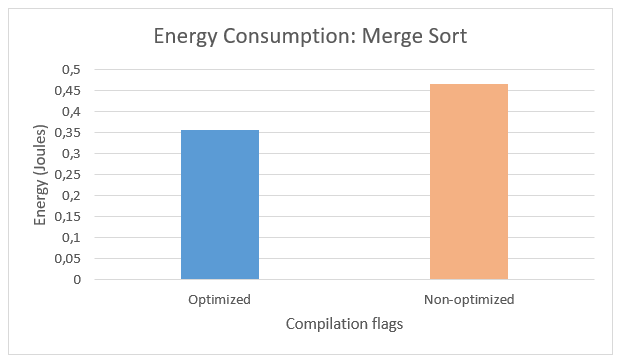 Energy Consumption: Merge Sort
0,5
0,45
0,4
0,35
0,3
0,25
0,2
0,15
0,1
0,05
0
Energy (Joules)
Optimized
Non-optimized
Compilation flags